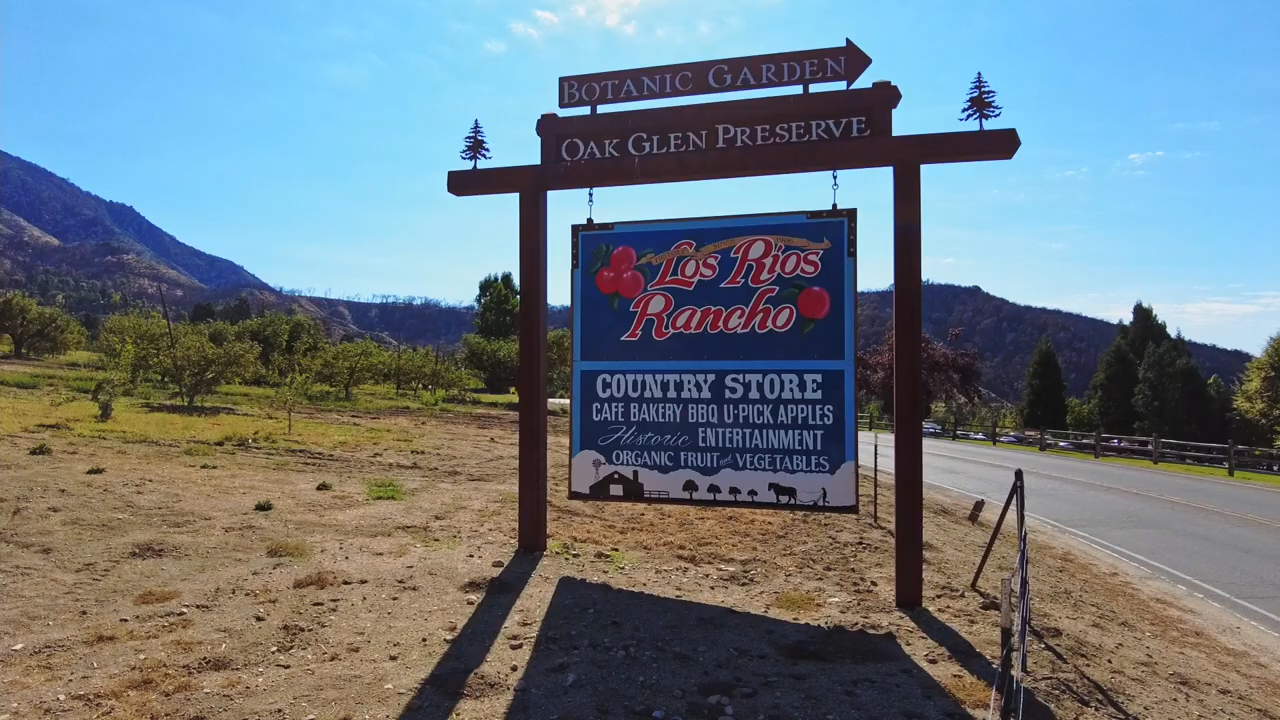 BOTANIC GARDEN
OAK GLEN PRESERVE
Los Rios
Rancho
COUNTRY STORE
CAFE BAKERY BBQ U-PICK APPLES
Historic ENTERTAINMENT
ORGANIC FRUIT and VEGETABLES